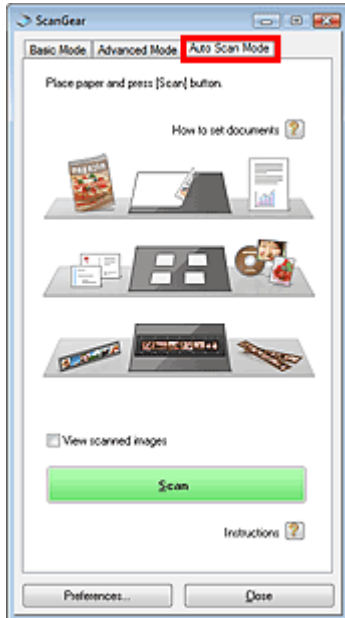 ScanGear
Basic Mode Advanced Mode Auto Scan Mode
Place paper and press [Scan] button.
How to set documents ?
View scanned images
Scan
Instructions ?
Preferences... Close